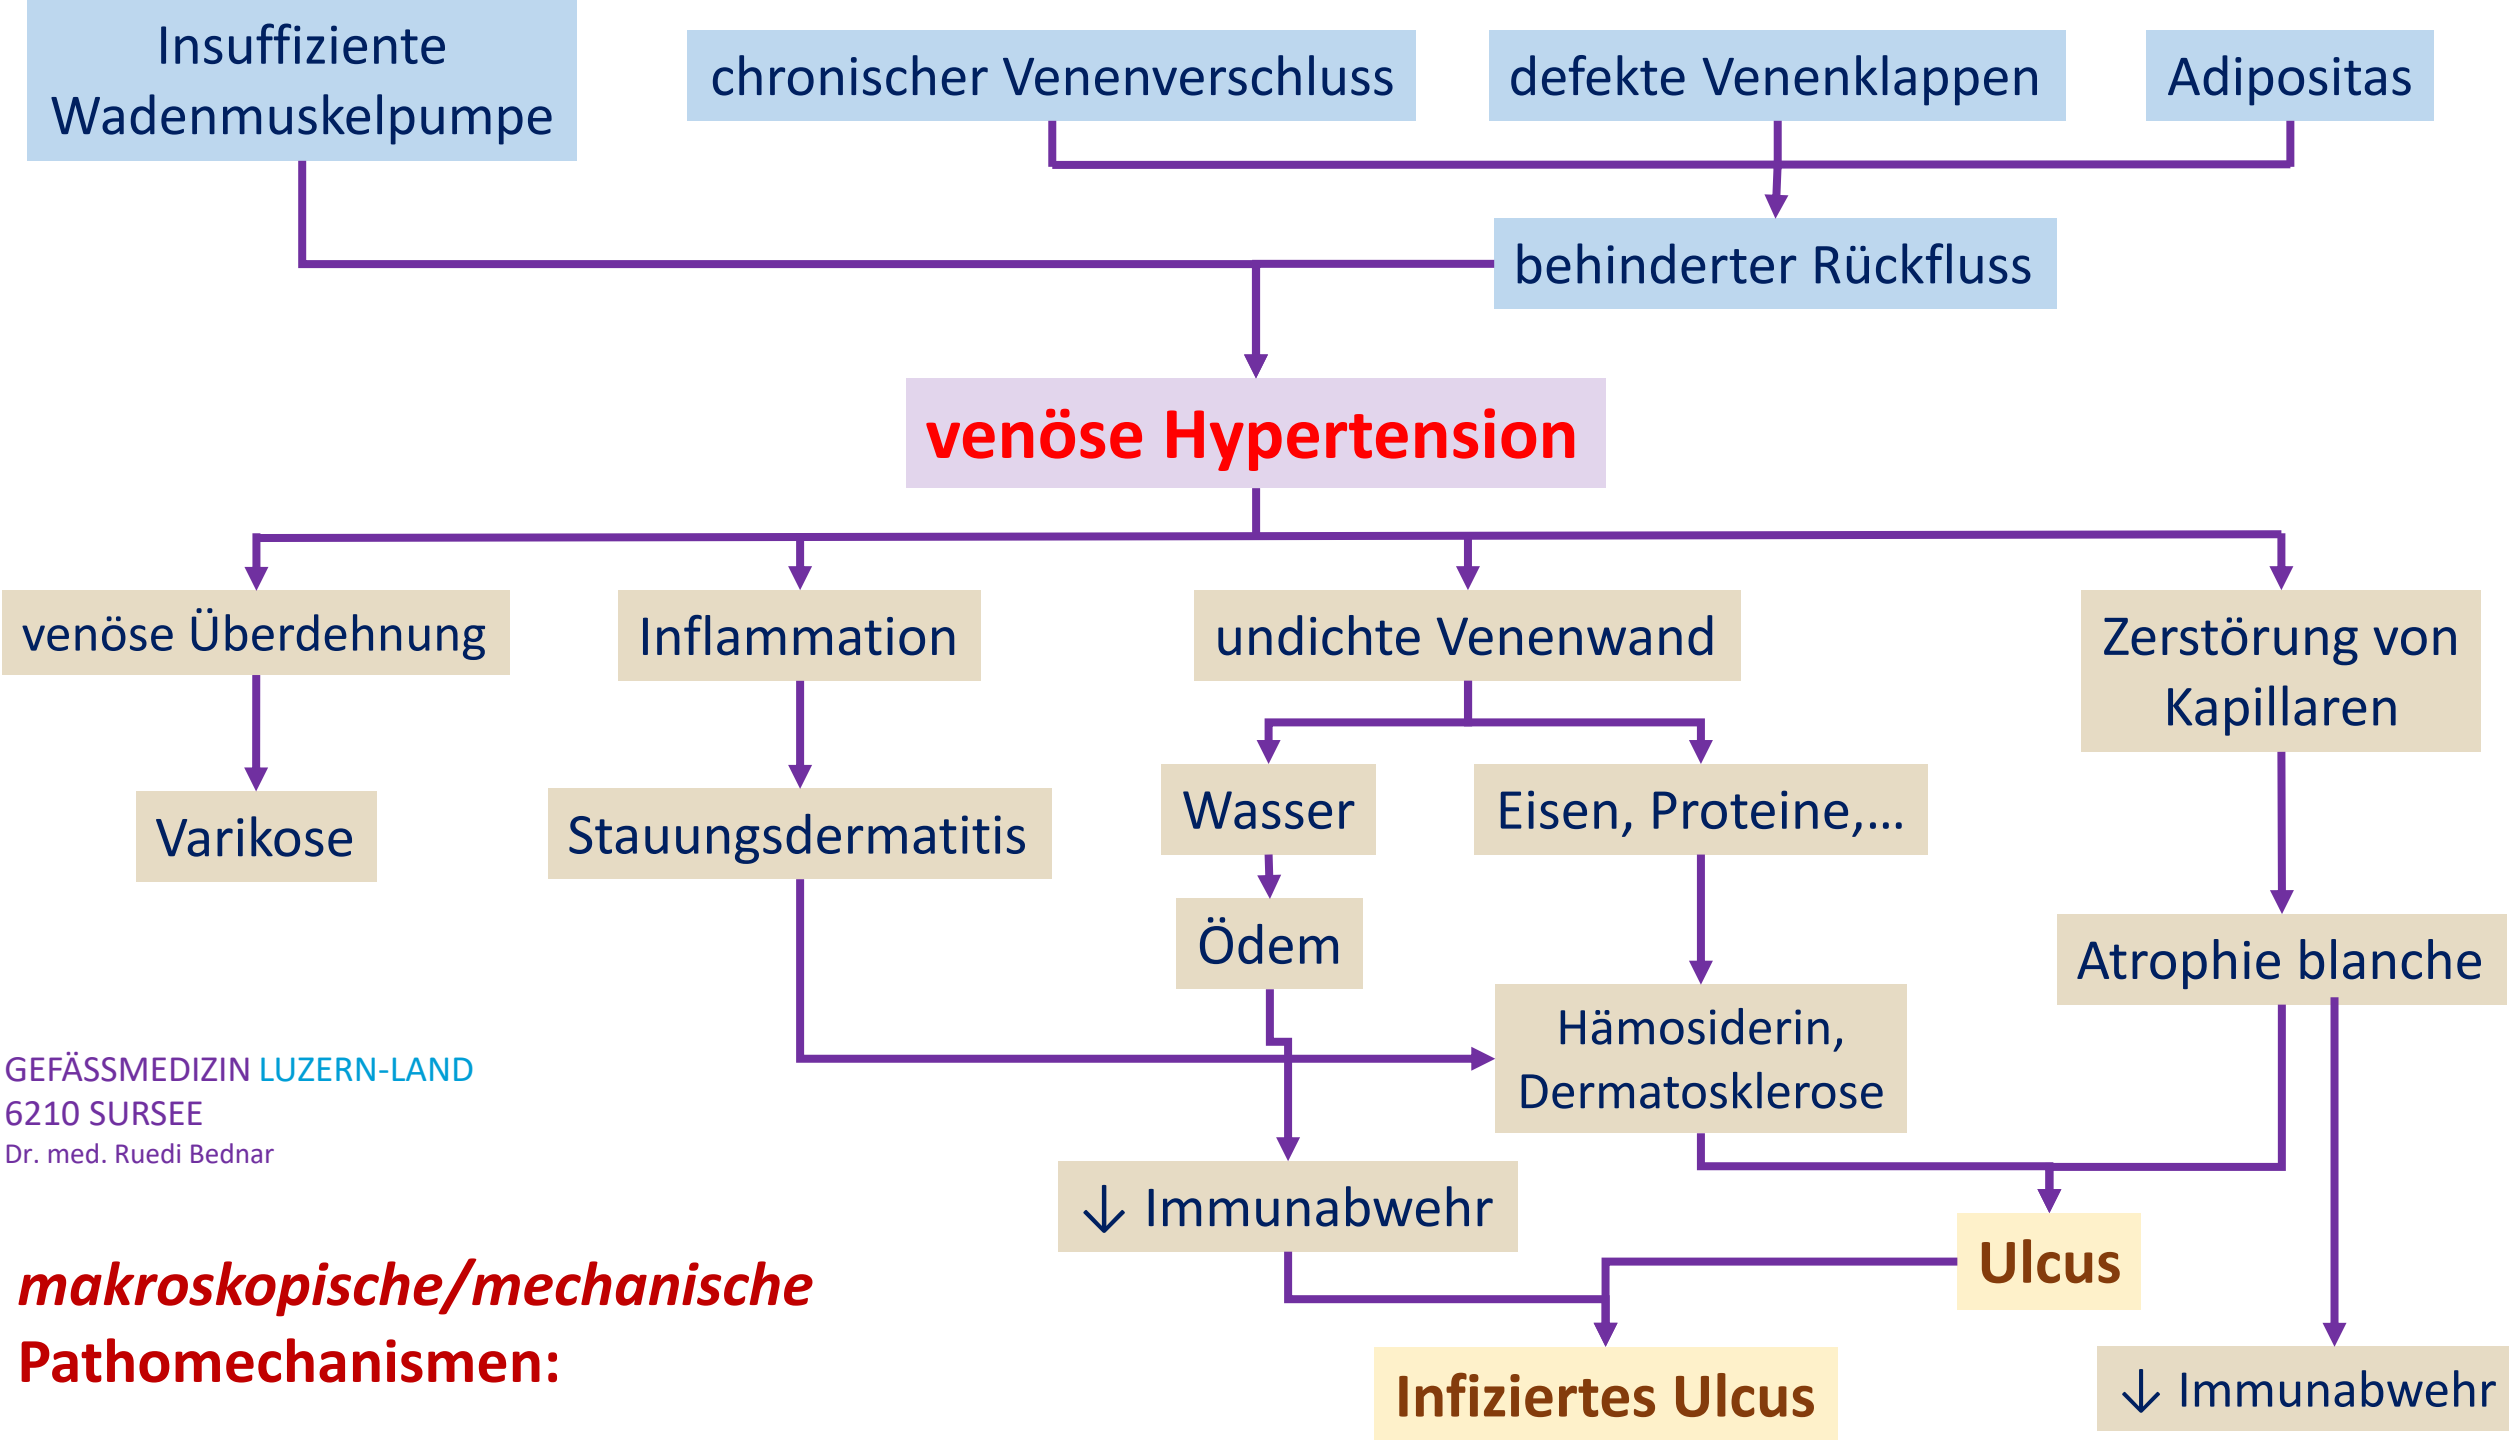 Insuffiziente
Wadenmuskelpumpe
chronischer Venenverschluss
defekte Venenklappen
Adipositas
behinderter Rückfluss
venöse Hypertension
venöse Überdehnung
Inflammation
undichte Venenwand
Zerstörung von
Kapillaren
Varikose
Stauungsdermatitis
Wasser
Eisen, Proteine,...
Ödem
Atrophie blanche
Hämosiderin,
Dermatosklerose
GEFÄSSMEDIZIN LUZERN-LAND
6210 SURSEE
Dr. med. Ruedi Bednar
↓ Immunabwehr
Ulcus
makroskopische/mechanische
Pathomechanismen:
Infiziertes Ulcus
↓ Immunabwehr